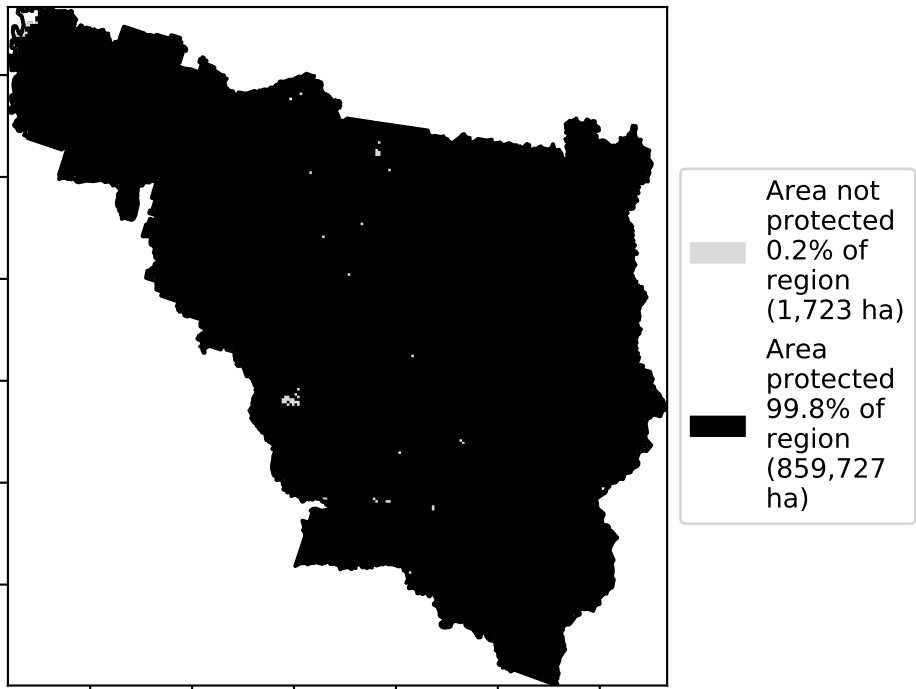 Area not
protected
0.2% of
region
(1,723 ha)
Area
protected
99.8% of
region
(859,727
ha)